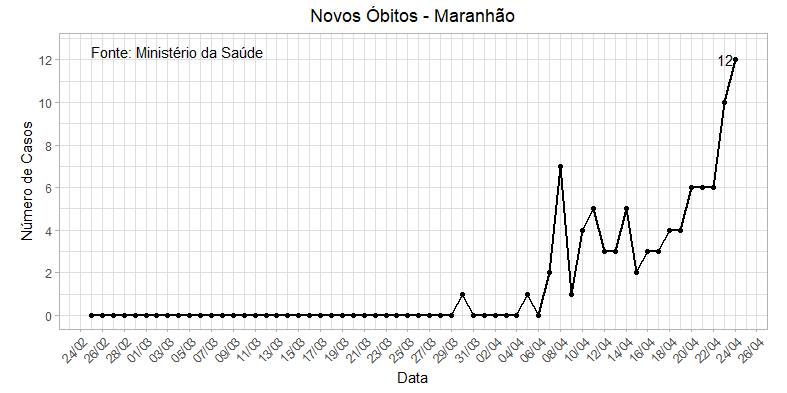 Novos Óbitos - Maranhão
Fonte: Ministério da Saúde
12
12
10
8
6
4
2
0
Número de Casos
24/02 26/02 28/02 01/03 03/03 05/03 07/03 09/03 11/03 13/03 15/03 17/03 19/03 21/03 23/03 25/03 27/03 29/03 31/03 02/04 04/04 06/04 08/04 10/04 12/04 14/04 16/04 18/04 20/04 22/04 24/04 26/04
Data